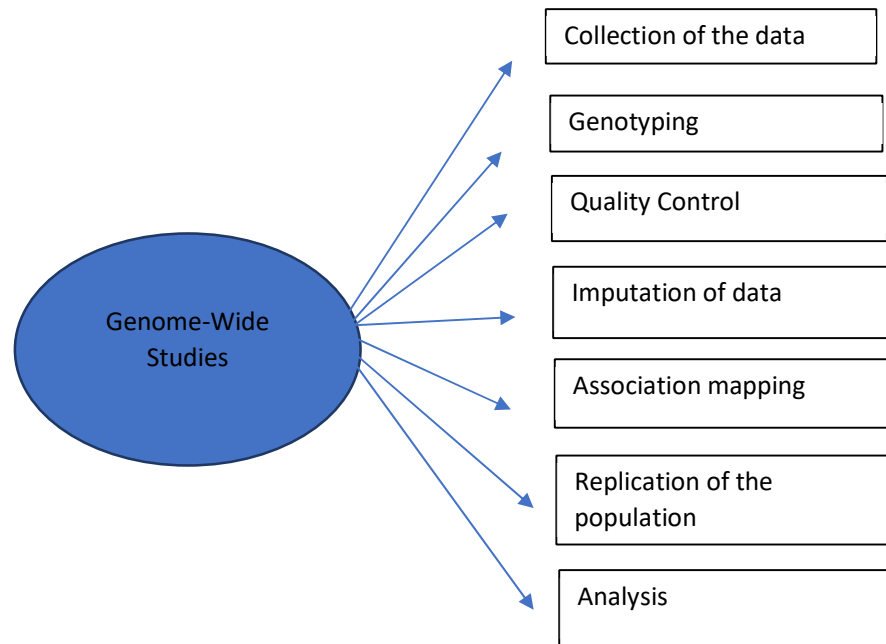 Genome-Wide
Studies
Collection of the data
Genotyping
Quality Control
Imputation of data
Association mapping
Replication of the
population
Analysis